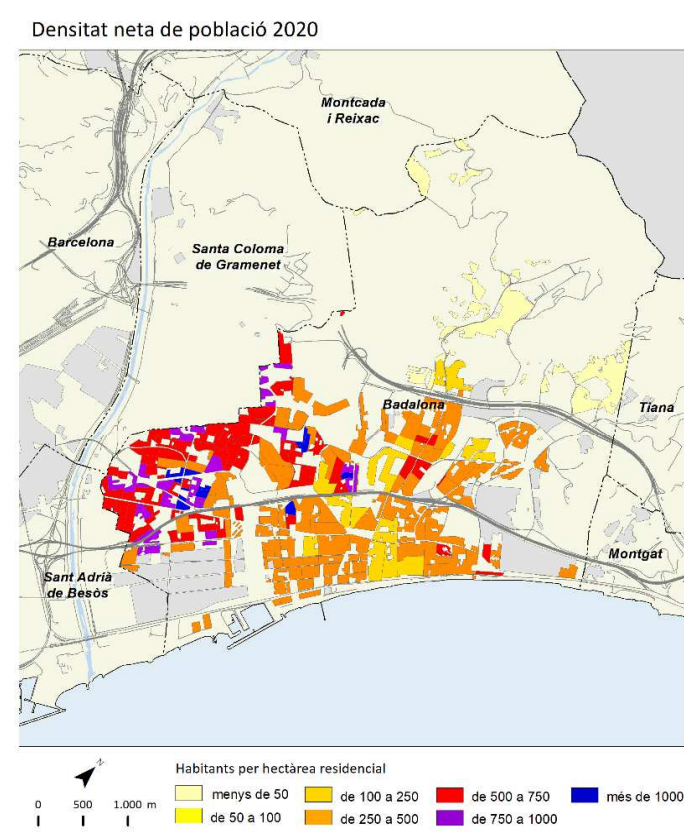 Densitat neta de població 2020
Montcada
i Reixac
Barcelona
Santa Coloma
de Gramenet
Badalona
Tiana
Montgat
Sant Adrià
de Besòs
N
Habitants per hectàrea residencial
0 500 1.000 m
menys de 50
de 100 a 250
de 500 a 750
més de 1000
de 50 a 100
de 250 a 500
de 750 a 1000